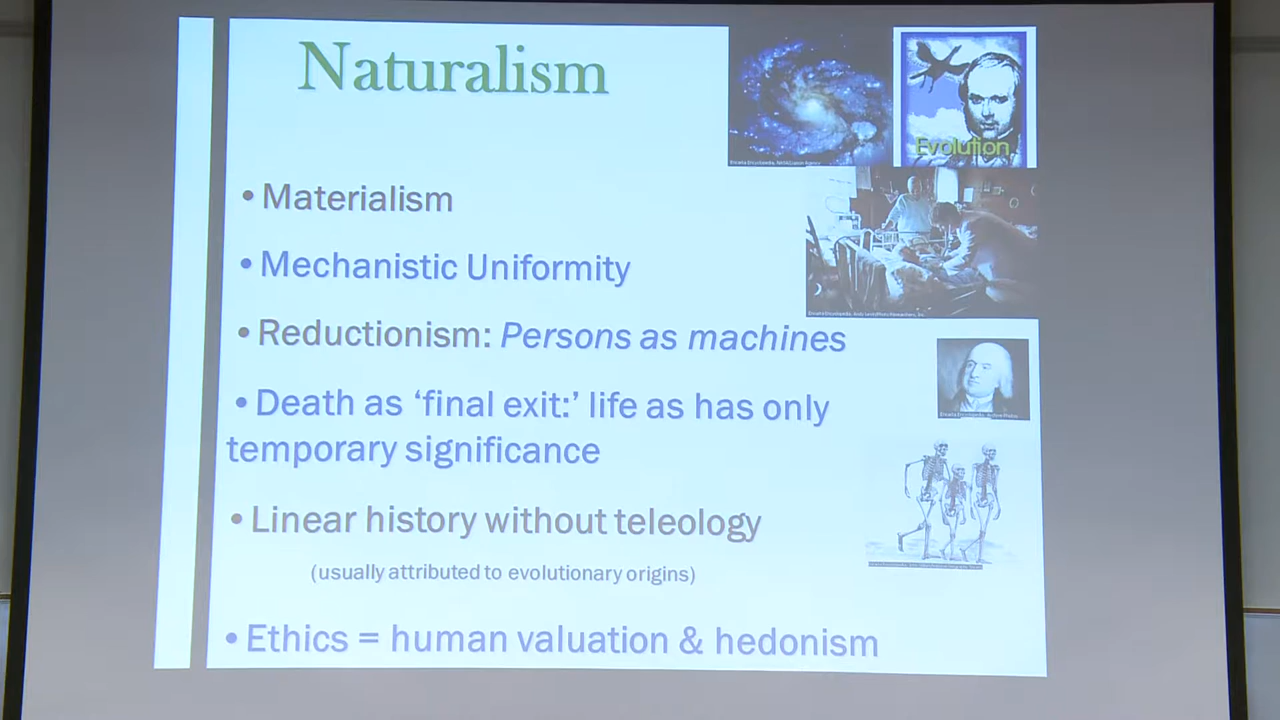 Naturalism
Evolution
• Materialism
• Mechanistic Uniformity
• Reductionism: Persons as machines
• Death as ‘final exit:’ life as has only
temporary significance
• Linear history without teleology
(usually attributed to evolutionary origins)
• Ethics = human valuation & hedonism